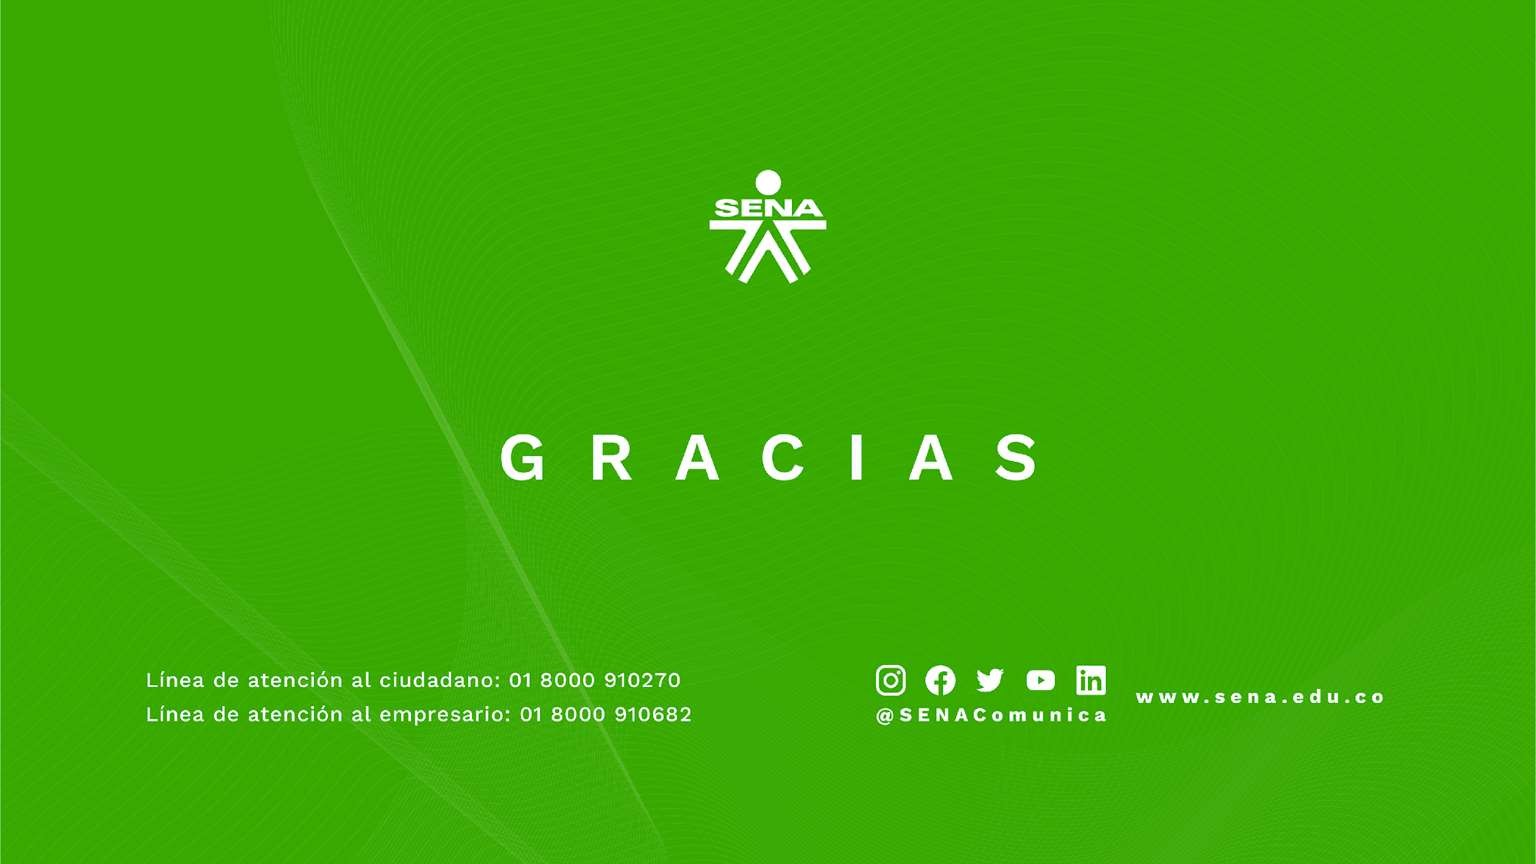 SENA
GRACIAS
Línea de atención al ciudadano: 01 8000 910270
Línea de atención al empresario: 01 8000 910682
@SENAComunica
www.sena.edu.co